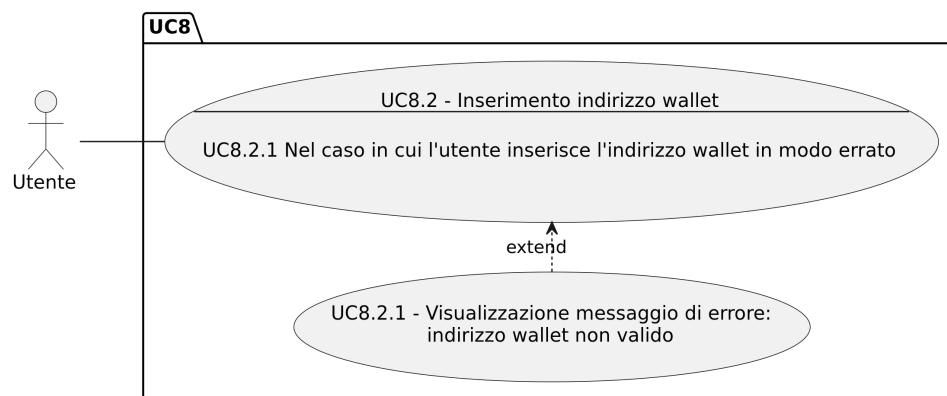 UC8
UC8.2 - Inserimento indirizzo wallet
UC8.2.1 Nel caso in cui l'utente inserisce l'indirizzo wallet in modo errato
Utente
extend
UC8.2.1 - Visualizzazione messaggio di errore:
indirizzo wallet non valido